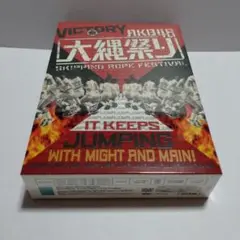 VICTORY AKB48
大縄祭り
SKIPPING ROPE FESTIVAL
IT KEEPS
JUMPING
WITH MIGHT AND MAIN!